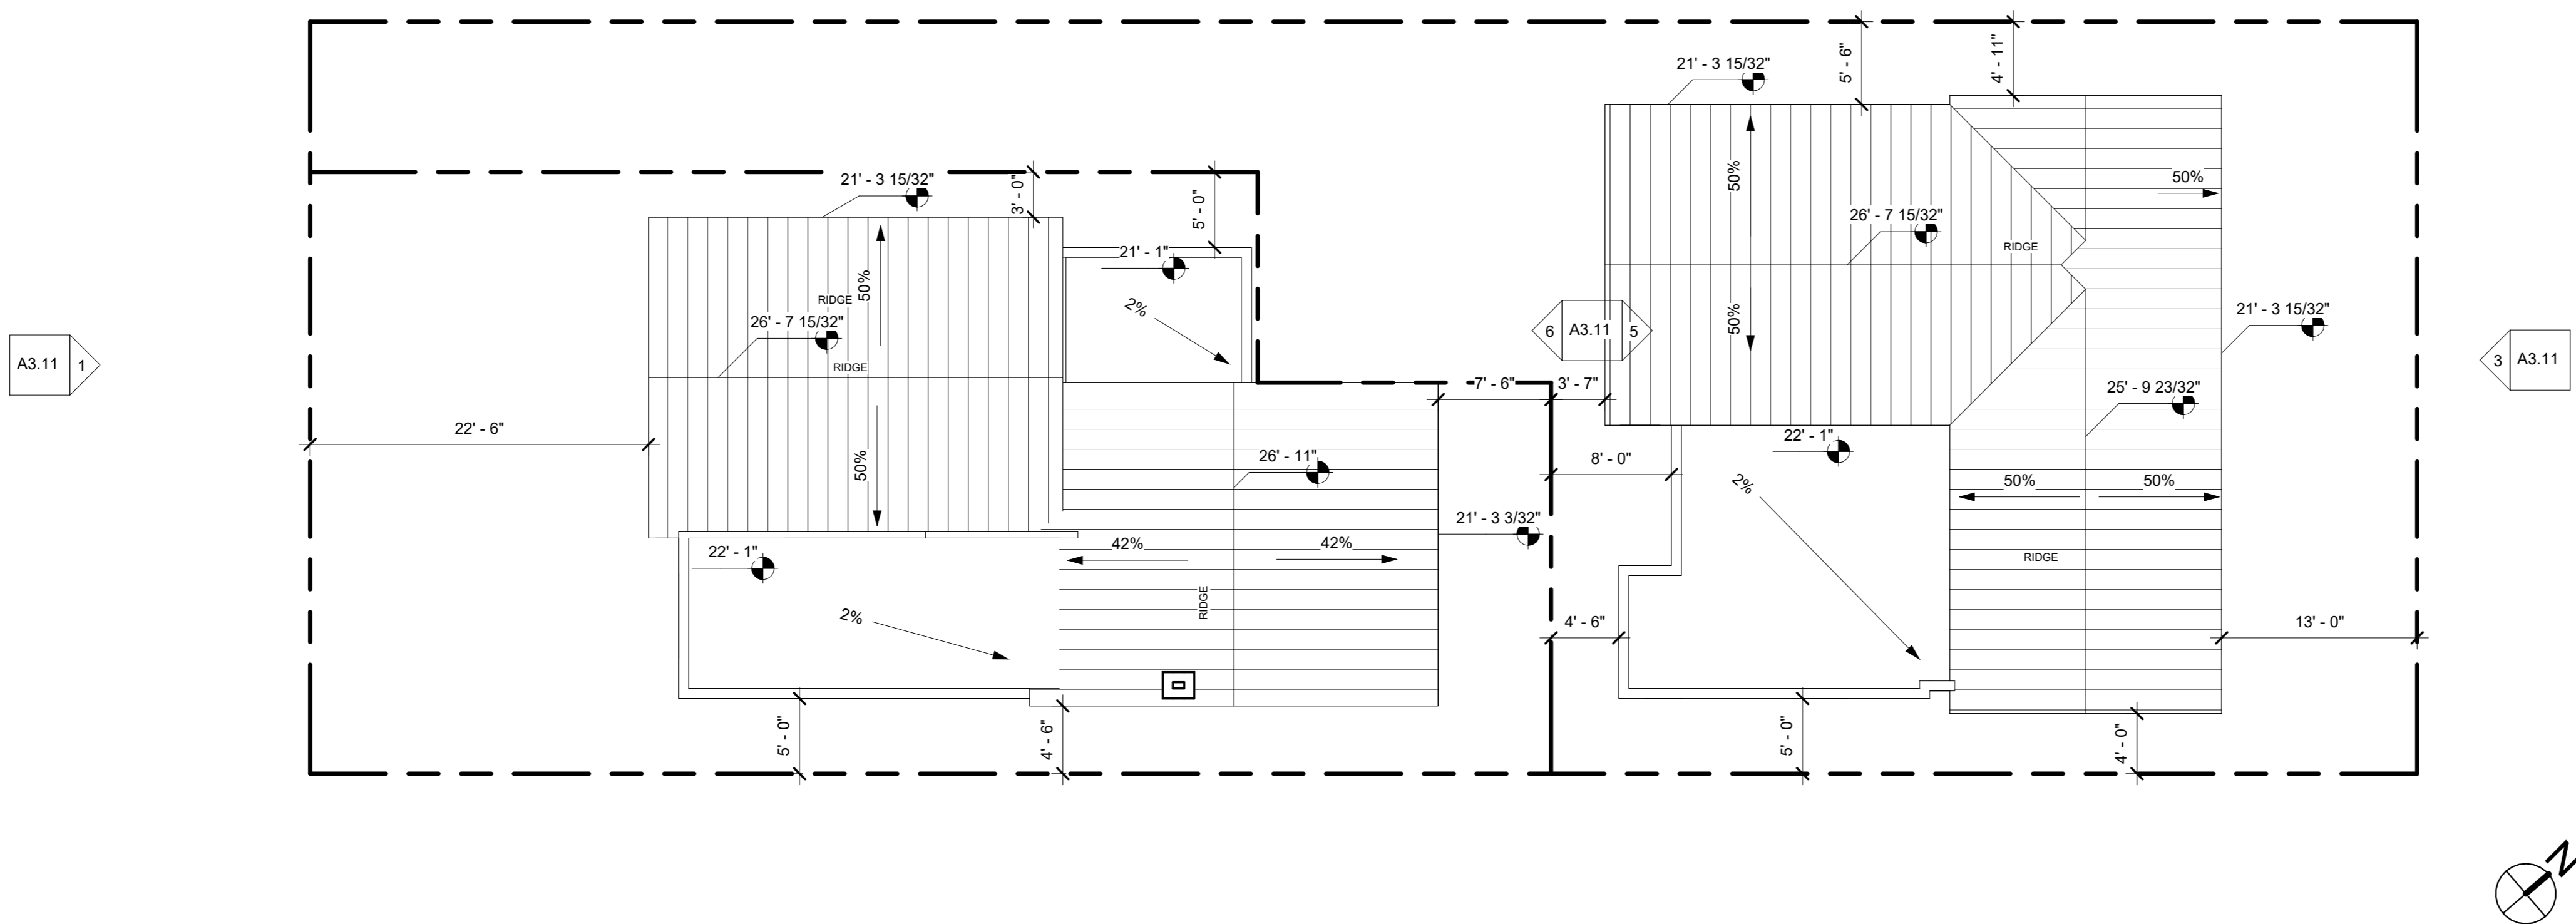 5' - 6"
4' - 11"
21' - 3 15/32"
21' - 3 15/32"
3' - 0"
5' - 0"
50%
50%
26' - 7 15/32"
RIDGE
21' - 1"
50%
RIDGE
2%
26' - 7 15/32"
RIDGE
50%
21' - 3 15/32"
6
A3.11
5
A3.11
1
3
A3.11
7' - 6"
3' - 7"
25' - 9 23/32"
22' - 6"
50%
26' - 11"
8' - 0"
22' - 1"
2%
50%
50%
21' - 3 3/32"
22' - 1"
42%
42%
RIDGE
RIDGE
2%
4' - 6"
13' - 0"
5' - 0"
4' - 6"
5' - 0"
4' - 0"
N